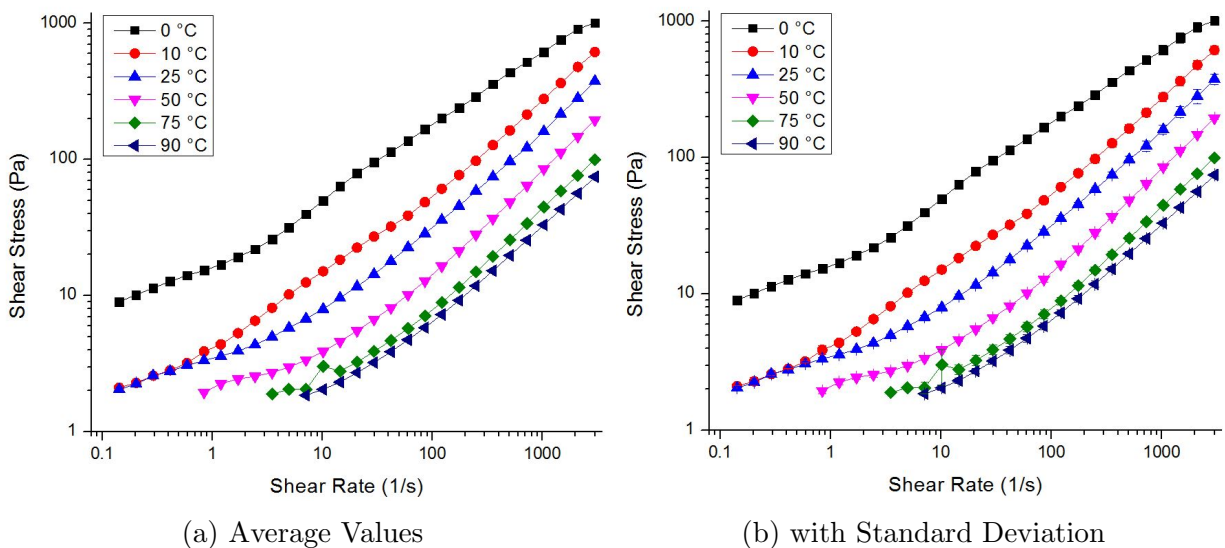 1000
100
10
1
Shear Stress (Pa)
0 °C
10 °C
25 °C
50 °C
75 °C
90 °C
0.1 1 10 100 1000
Shear Rate (1/s)
(a) Average Values
1000
100
10
1
Shear Stress (Pa)
0 °C
10 °C
25 °C
50 °C
75 °C
90 °C
0.1 1 10 100 1000
Shear Rate (1/s)
(b) with Standard Deviation